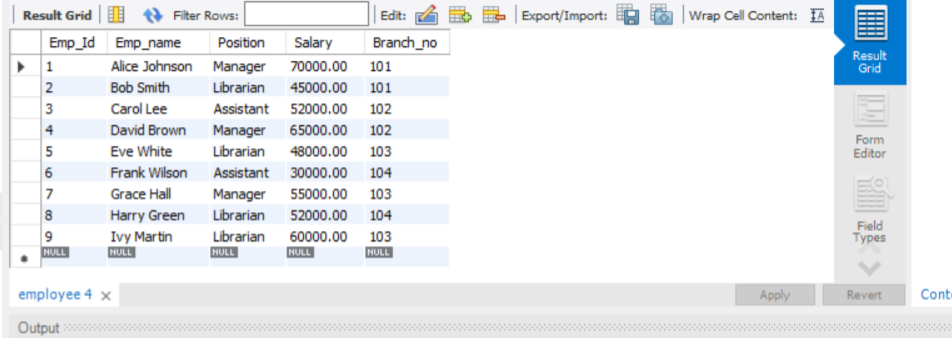 Result Grid Filter Rows: Edit: Export/Import: Wrap Cell Content: IA
Emp_Id Emp_name Position Salary Branch_no
1 Alice Johnson Manager 70000.00 101
2 Bob Smith Librarian 45000.00 101
3 Carol Lee Assistant 52000.00 102
4 David Brown Manager 65000.00 102
5 Eve White Librarian 48000.00 103
6 Frank Wilson Assistant 30000.00 104
7 Grace Hall Manager 55000.00 103
8 Harry Green Librarian 52000.00 104
9 Ivy Martin Librarian 60000.00 103
NULL NULL NULL NULL NULL
Result
Grid
Form
Editor
Field
Types
employee 4 Apply Revert Cont
Output